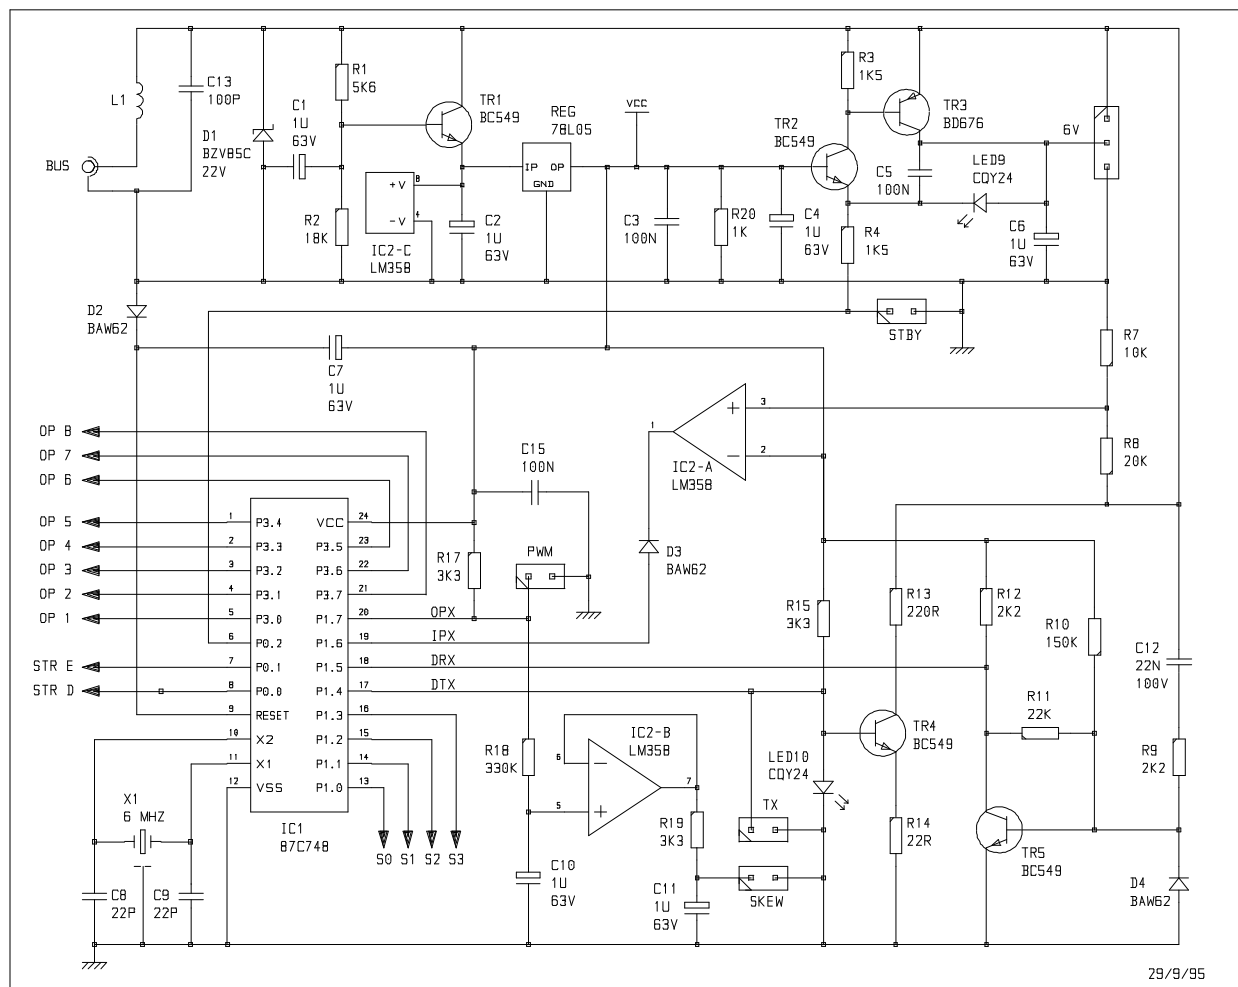 R1
5K6
C13
100P
L1
C1
1U
63V
D1
BZV85C
22V
BUS
TR1
BC549
REG
78L05
IP OP
GND
VCC
R3
1K5
TR3
BD676
TR2
BC549
6V
C5
100N
LED9
CQY24
R2
18K
+V 8
-V 4
IC2-C
LM358
C2
1U
63V
C3
100N
R20
1K
C4
1U
63V
R4
1K5
C6
1U
63V
D2
BAW62
STBY
C7
1U
63V
R7
10K
3
2
1
IC2-A
LM358
R8
20K
C15
100N
OP 8
OP 7
OP 6
OP 5
OP 4
OP 3
OP 2
OP 1
STR E
STR D
1 P3.4 VCC 24
2 P3.3 P3.5 23
3 P3.2 P3.6 22
4 P3.1 P3.7 21
5 P3.0 P1.7 20
6 P0.2 P1.6 19
7 P0.1 P1.5 18
8 P0.0 P1.4 17
9 RESET P1.3 16
10 X2 P1.2 15
11 X1 P1.1 14
12 VSS P1.0 13
IC1
87C748
OPX
IPX
DRX
DTX
R17
3K3
PWM
D3
BAW62
R15
3K3
R13
220R
R12
2K2
R10
150K
C12
22N
100V
R11
22K
TR4
BC549
R9
2K2
R18
330K
IC2-B
LM358
6
5
7
LED10
CQY24
R19
3K3
TX
R14
22R
TR5
BC549
D4
BAW62
X1
6 MHZ
S0 S1 S2 S3
C8
22P
C9
22P
C10
1U
63V
C11
1U
63V
SKEW
29/9/95